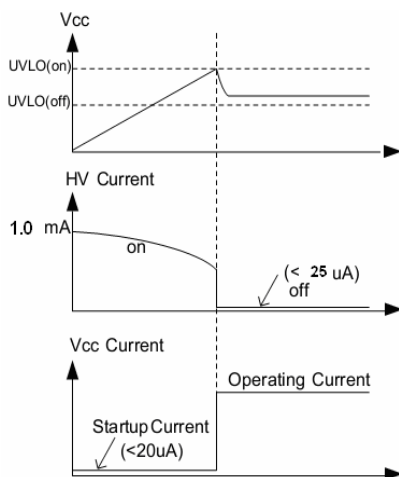 Vcc
UVLO(on)
UVLO(off)
HV Current
1.0 mA
on
(< 25 uA)
off
Vcc Current
Operating Current
Startup Current
(<20uA)